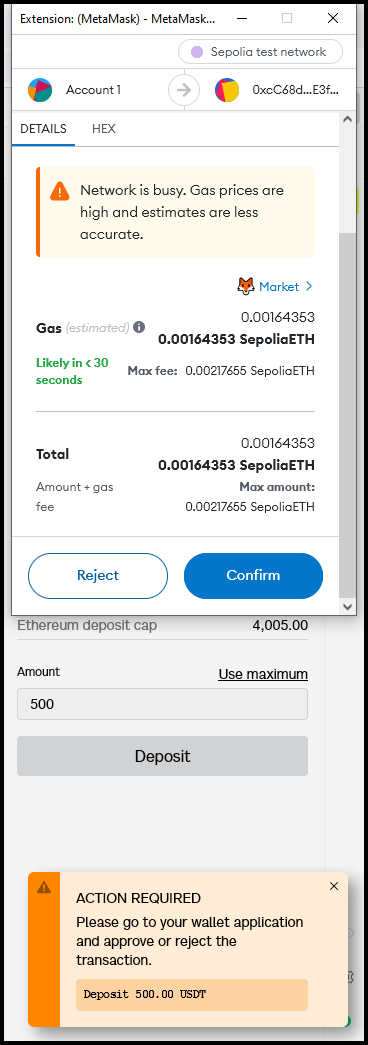 Extension: (MetaMask) - MetaMask...
Sepolia test network
Account 1
0xcC68d...E3f...
DETAILS HEX
Network is busy. Gas prices are
high and estimates are less
accurate.
Market
Gas (estimated)
0.00164353
0.00164353 SepoliaETH
Likely in < 30
seconds
Max fee: 0.00217655 SepoliaETH
Total
0.00164353
0.00164353 SepoliaETH
Amount + gas
fee
Max amount:
0.00217655 SepoliaETH
Reject
Confirm
Ethereum deposit cap 4,005.00
Amount Use maximum
500
Deposit
ACTION REQUIRED
Please go to your wallet application
and approve or reject the
transaction.
Deposit 500.00 USDT